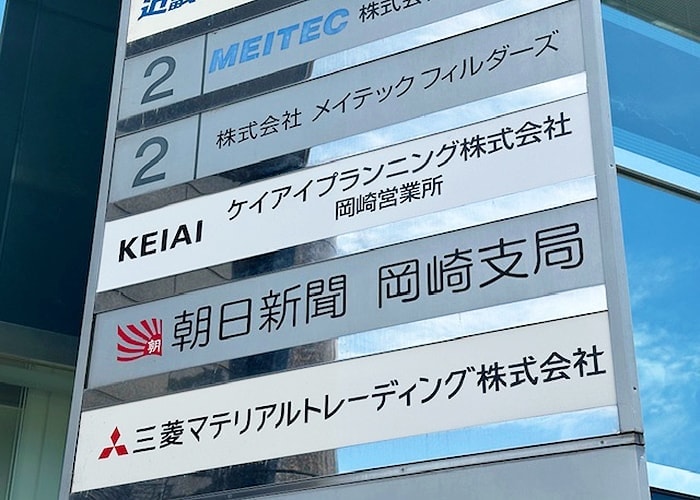 2 MEITEC 株式会
2 株式会社 メイテックフィルダーズ
KEIAI ケイアイプランニング株式会社
岡崎営業所
朝 朝日新聞 岡崎支局
三菱マテリアルトレーディング株式会社